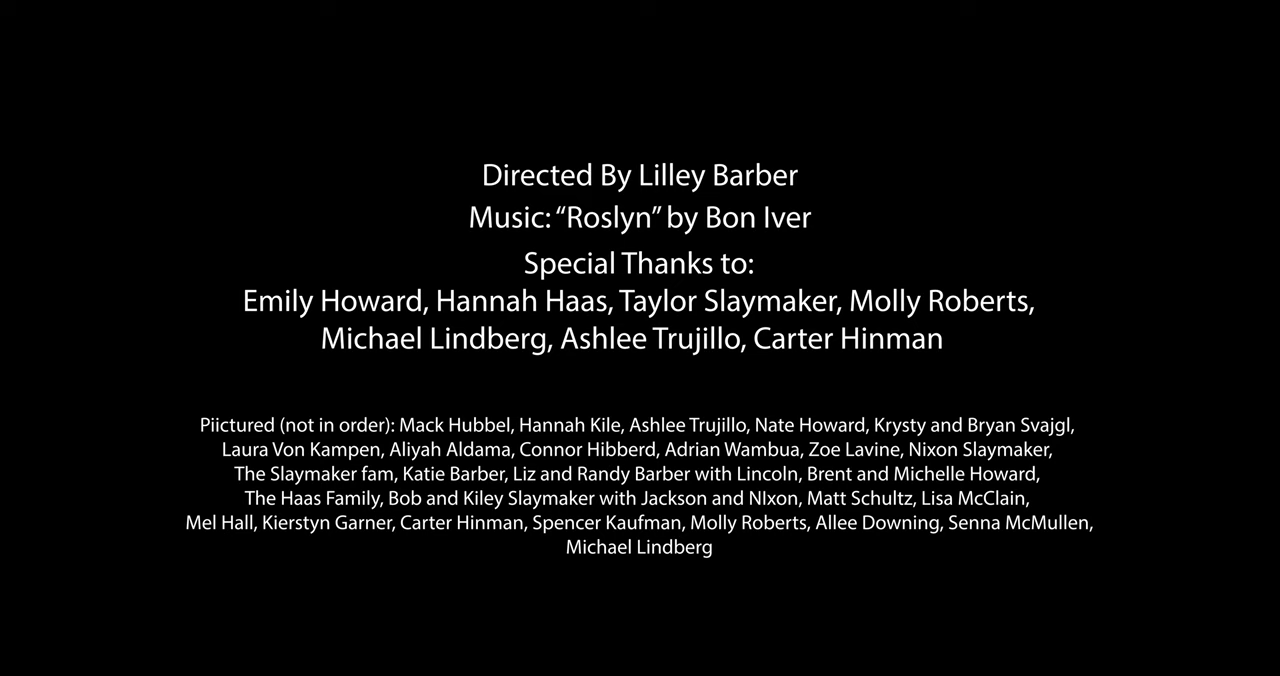 Directed By Lilley Barber
Music: “Roslyn” by Bon Iver
Special Thanks to:
Emily Howard, Hannah Haas, Taylor Slaymaker, Molly Roberts,
Michael Lindberg, Ashlee Trujillo, Carter Hinman
Piictured (not in order): Mack Hubbel, Hannah Kile, Ashlee Trujillo, Nate Howard, Krysty and Bryan Svajgl,
Laura Von Kampen, Aliyah Aldama, Connor Hibberd, Adrian Wambua, Zoe Lavine, Nixon Slaymaker,
The Slaymaker fam, Katie Barber, Liz and Randy Barber with Lincoln, Brent and Michelle Howard,
The Haas Family, Bob and Kiley Slaymaker with Jackson and NIxon, Matt Schultz, Lisa McClain,
Mel Hall, Kierstyn Garner, Carter Hinman, Spencer Kaufman, Molly Roberts, Allee Downing, Senna McMullen,
Michael Lindberg